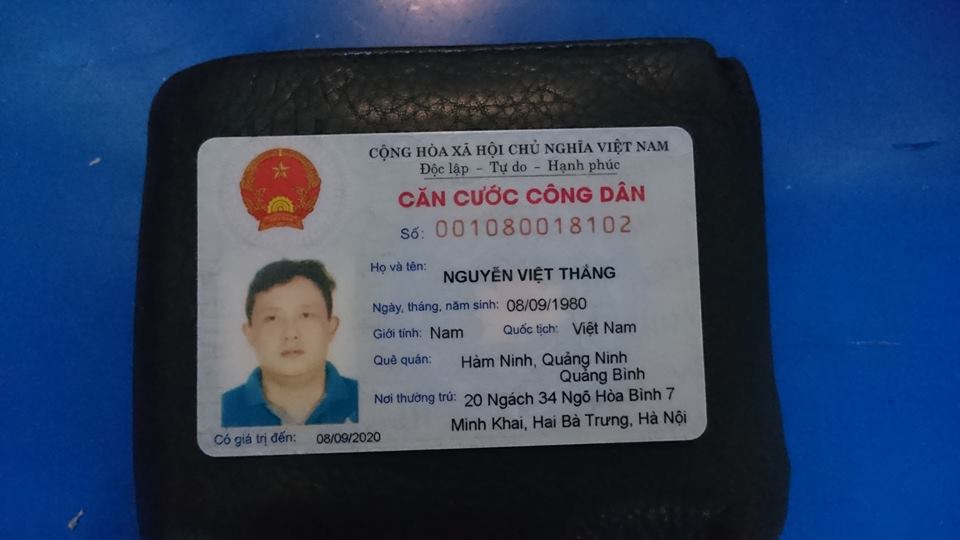 CỘNG HÒA XÃ HỘI CHỦ NGHĨA VIỆT NAM
Độc lập - Tự do - Hạnh phúc
CĂN CƯỚC CÔNG DÂN
Số: 001080018102
Họ và tên: NGUYỄN VIỆT THẮNG
Ngày, tháng, năm sinh: 08/09/1980
Giới tính: Nam Quốc tịch: Việt Nam
Quê quán: Hàm Ninh, Quảng Ninh
Quảng Bình
Nơi thường trú: 20 Ngách 34 Ngõ Hòa Bình 7
Minh Khai, Hai Bà Trưng, Hà Nội
Có giá trị đến: 08/09/2020